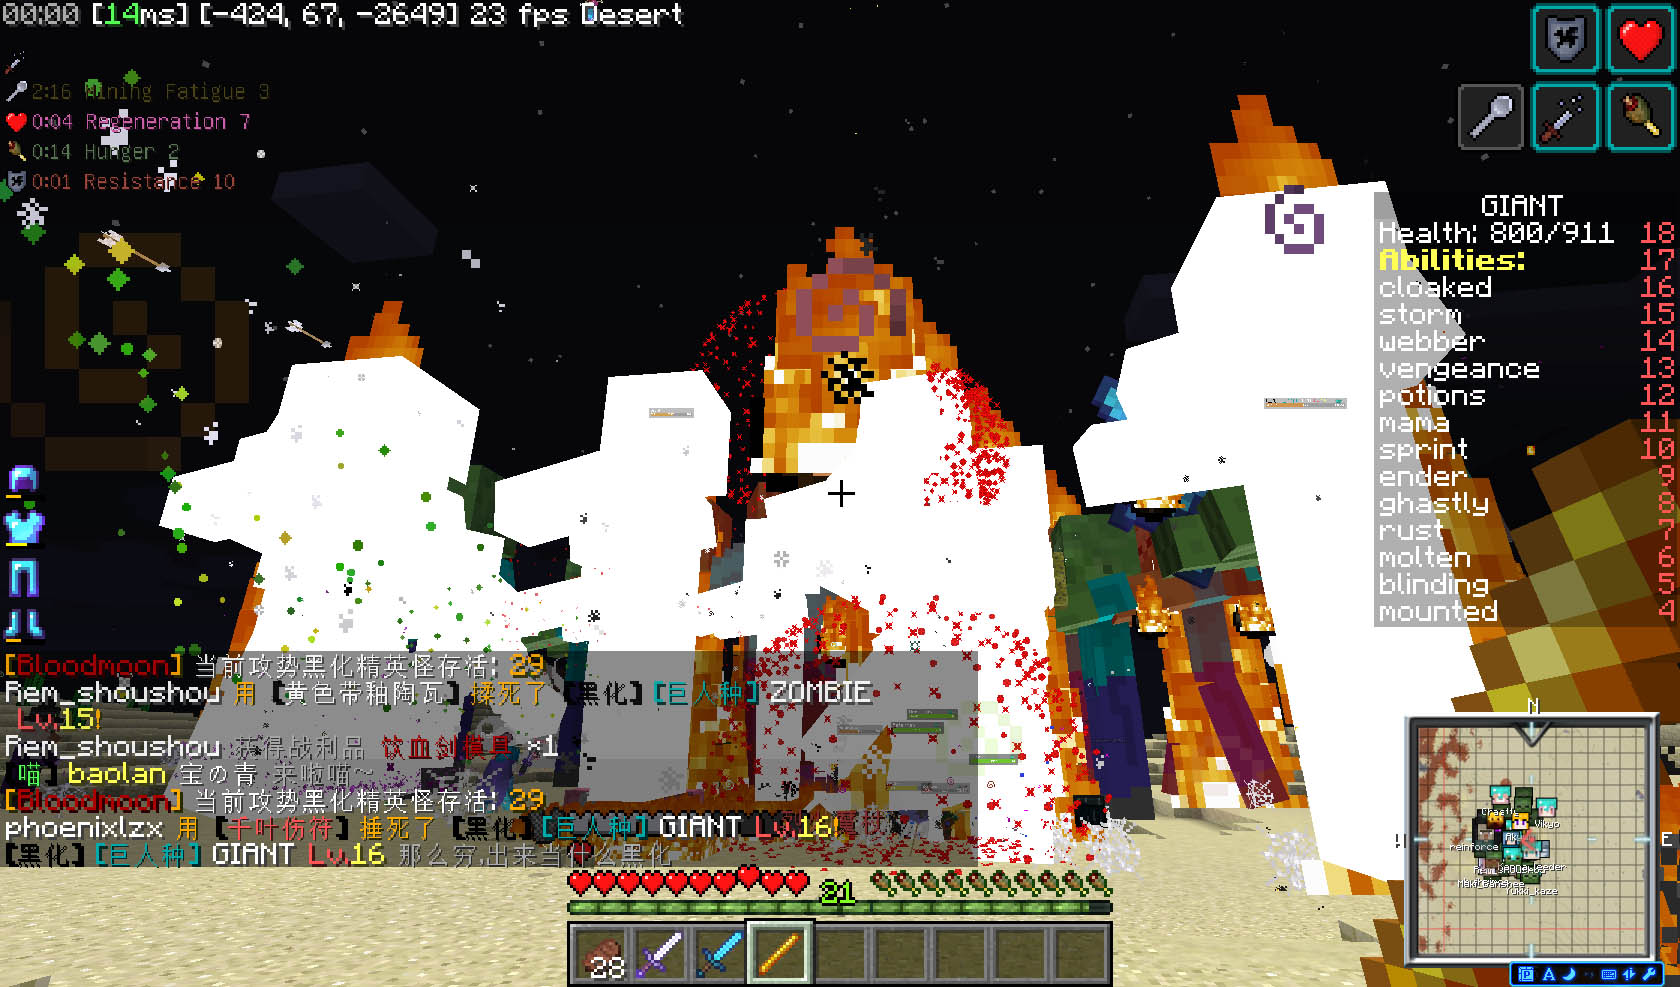 00:00 [14ms] [-424, 67, -2649] 23 fps Desert
2:16 Mining Fatigue 3
0:04 Regeneration 7
0:14 Hunger 2
0:01 Resistance 10
GIANT
Health: 800/911 18
Abilities: 17
cloaked 16
storm 15
webber 14
vengeance 13
potions 12
mama 11
sprint 10
ender 9
ghastly 8
rust 7
molten 6
blinding 5
mounted 4
[Bloodmoon] 当前攻势黑化精英怪存活: 29
Rem_shoushou 用 [黄色带釉陶瓦] 揉死了 [黑化] [巨人种] ZOMBIE
Lv.15!
Rem_shoushou 获得战利品 饮血剑模具 ×1
[喵] baolan 宝の青 来啦喵~
[Bloodmoon] 当前攻势黑化精英怪存活: 29
phoenixlzx 用 [千叶伤符] 捶死了 [黑化] [巨人种] GIANT Lv.16!
[黑化] [巨人种] GIANT Lv.16 那么穷,出来当什么黑化
31
28
N
E
Vikyo
reinforce
Yukki_kaze
A